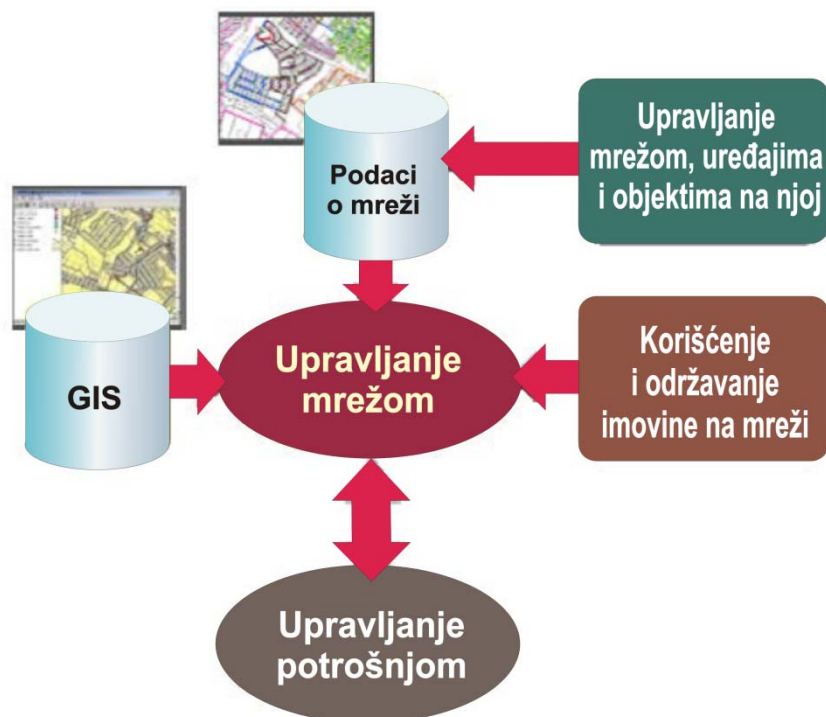 Podaci
o mreži
Upravljanje
mrežom, uređajima
i objektima na njoj
GIS
Upravljanje
mrežom
Korišćenje
i održavanje
imovine na mreži
Upravljanje
potrošnjom